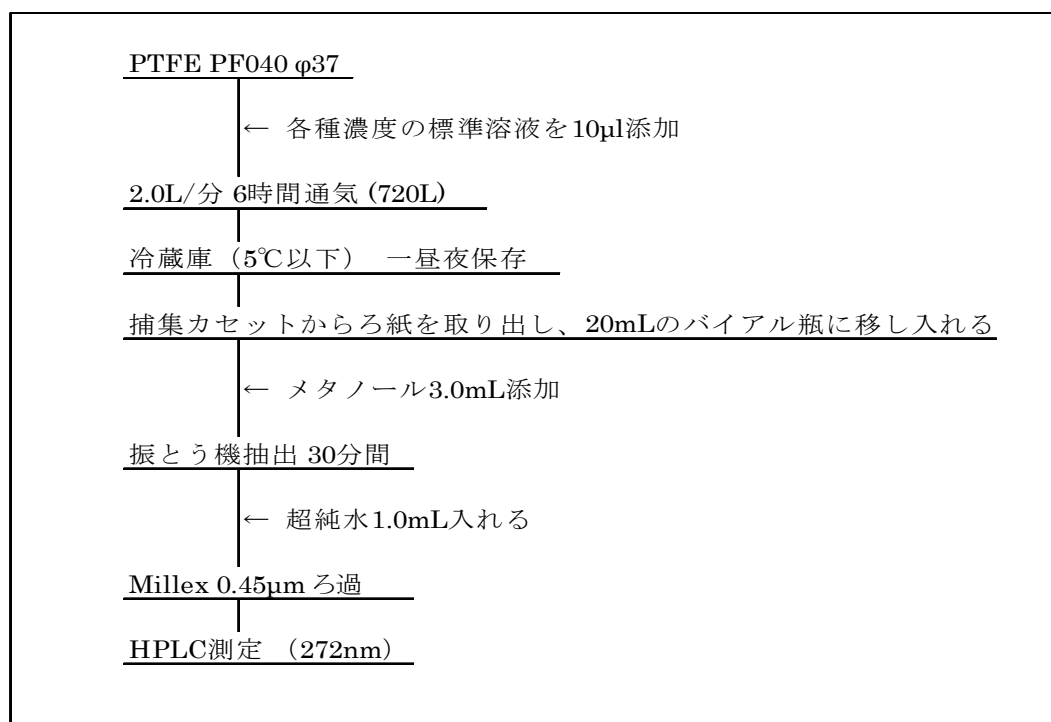 PTFE PF040 φ37
← 各種濃度の標準溶液を10µl添加
2.0L/分 6時間通気 (720L)
冷蔵庫（5℃以下） 一昼夜保存
捕集カセットからろ紙を取り出し、20mLのバイアル瓶に移し入れる
← メタノール3.0mL添加
振とう機抽出 30分間
← 超純水1.0mL入れる
Millex 0.45µm ろ過
HPLC測定 （272nm）